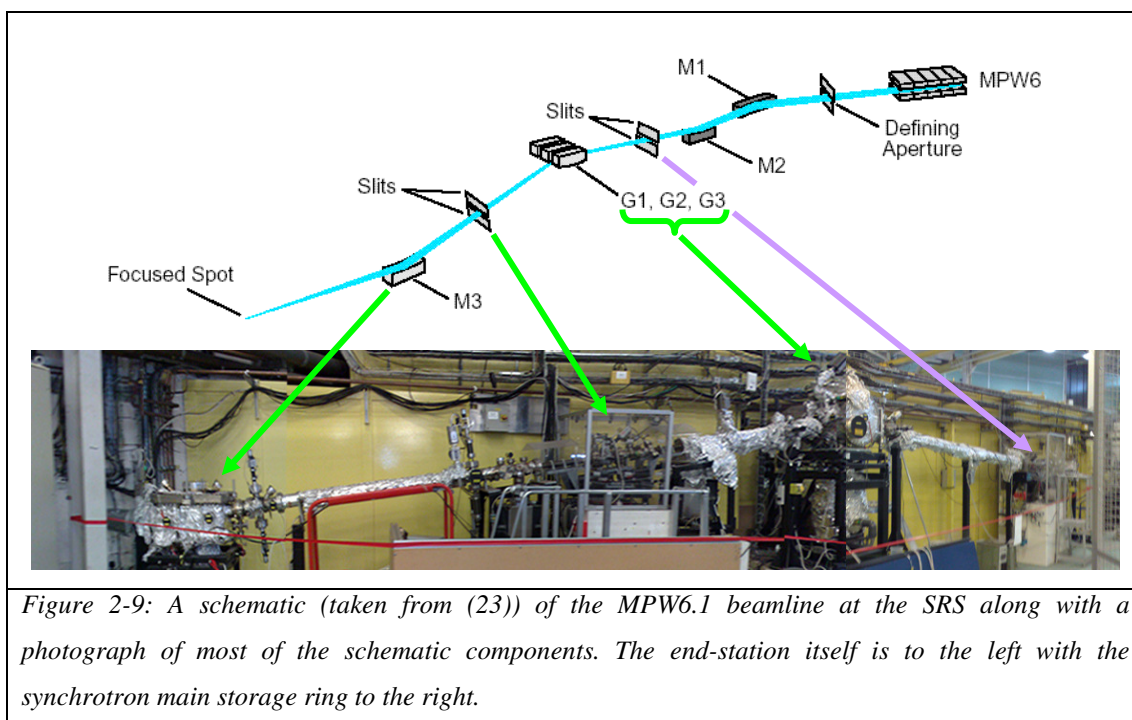 M1
MPW6
Slits
Defining
Aperture
M2
Slits
G1, G2, G3
Focused Spot
M3
Figure 2-9: A schematic (taken from (23)) of the MPW6.1 beamline at the SRS along with a
photograph of most of the schematic components. The end-station itself is to the left with the
synchrotron main storage ring to the right.